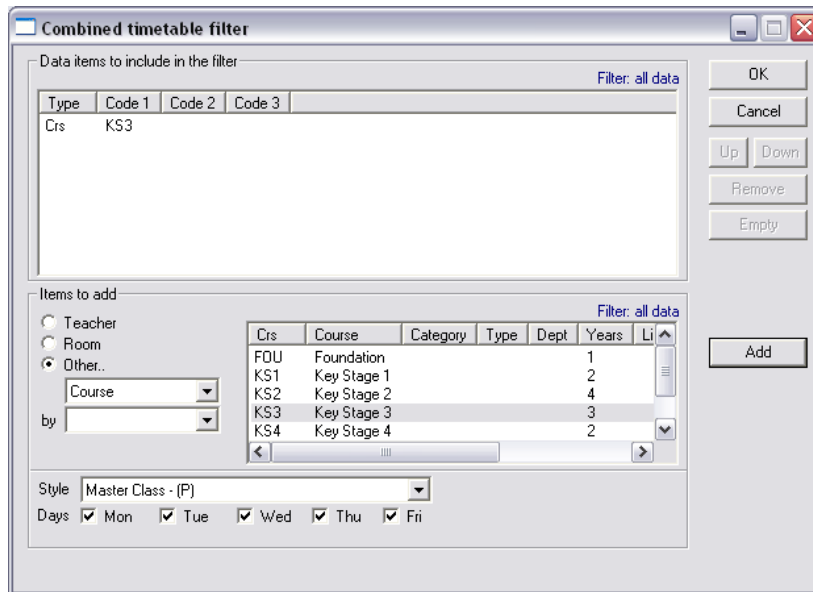 Combined timetable filter
Data items to include in the filter
Filter: all data
Type Code 1 Code 2 Code 3
Crs KS3
OK
Cancel
Up Down
Remove
Empty
Items to add
Filter: all data
Teacher
Room
Other..
Course
by
Crs Course Category Type Dept Years Li
FOU Foundation 1
KS1 Key Stage 1 2
KS2 Key Stage 2 4
KS3 Key Stage 3 3
KS4 Key Stage 4 2
Add
Style Master Class - (P)
Days Mon Tue Wed Thu Fri